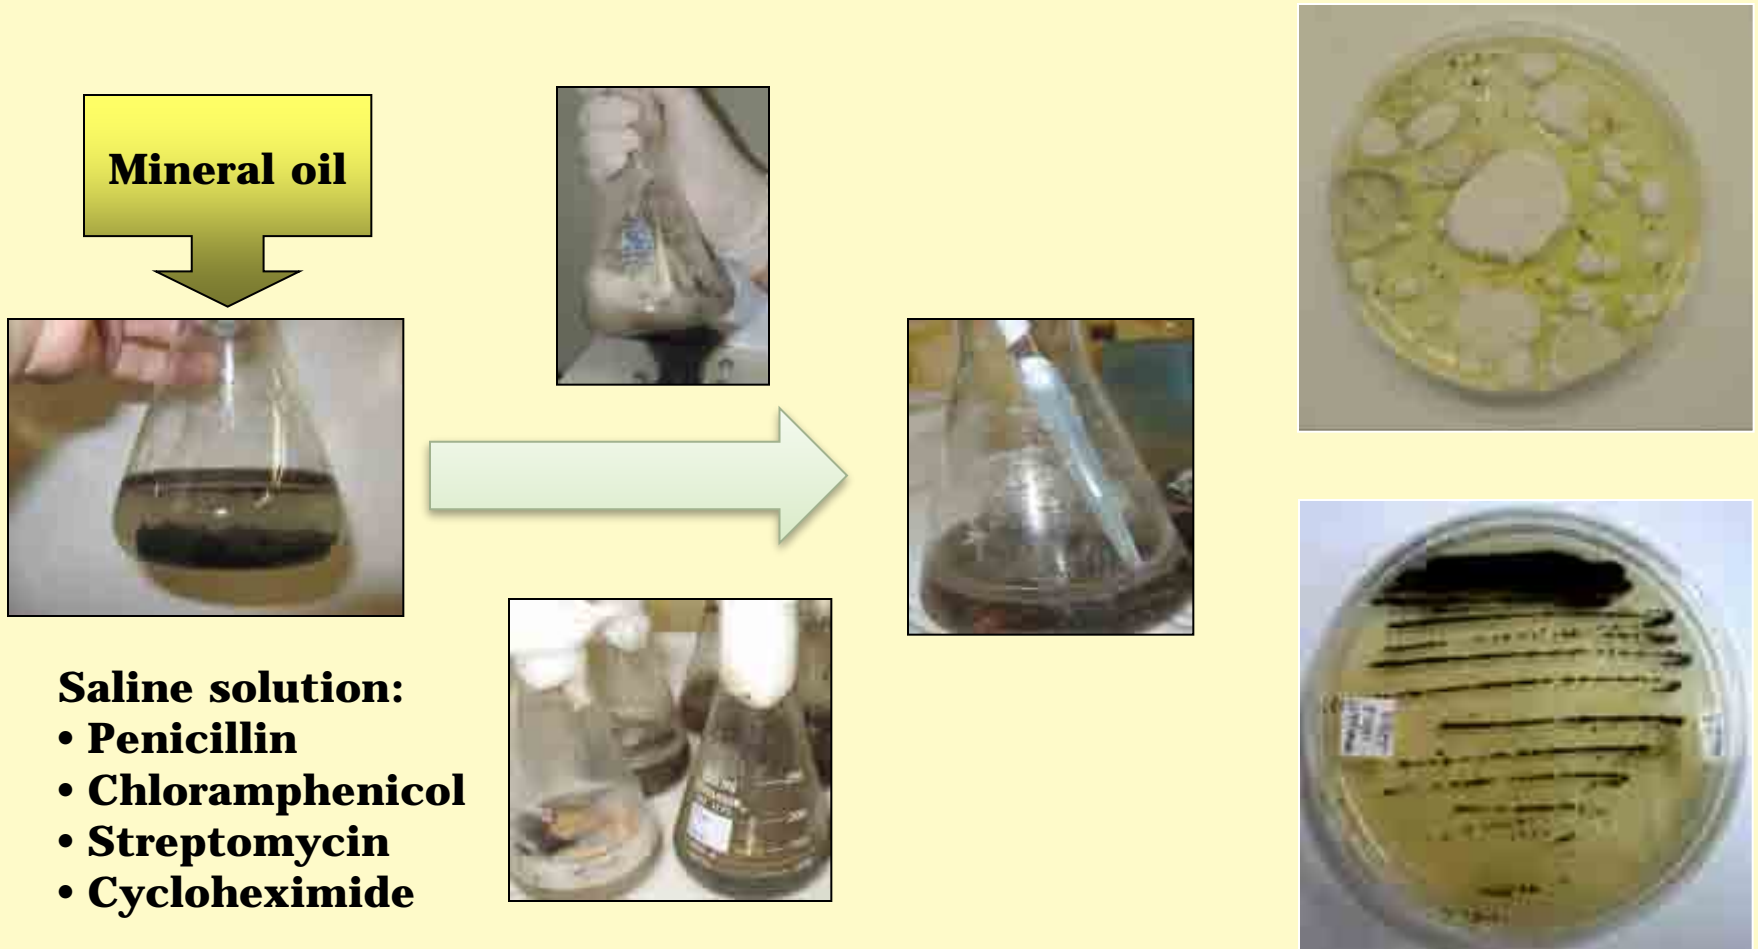 Mineral oil
Saline solution:
• Penicillin
• Chloramphenicol
• Streptomycin
• Cycloheximide